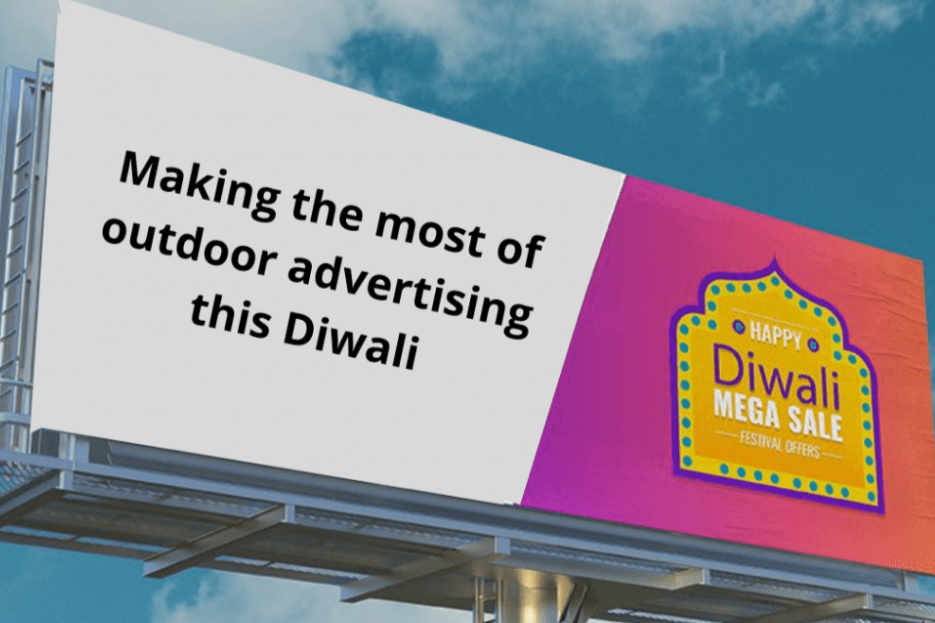 Making the most of
outdoor advertising
this Diwali
HAPPY
Diwali
MEGA SALE
FESTIVAL OFFERS